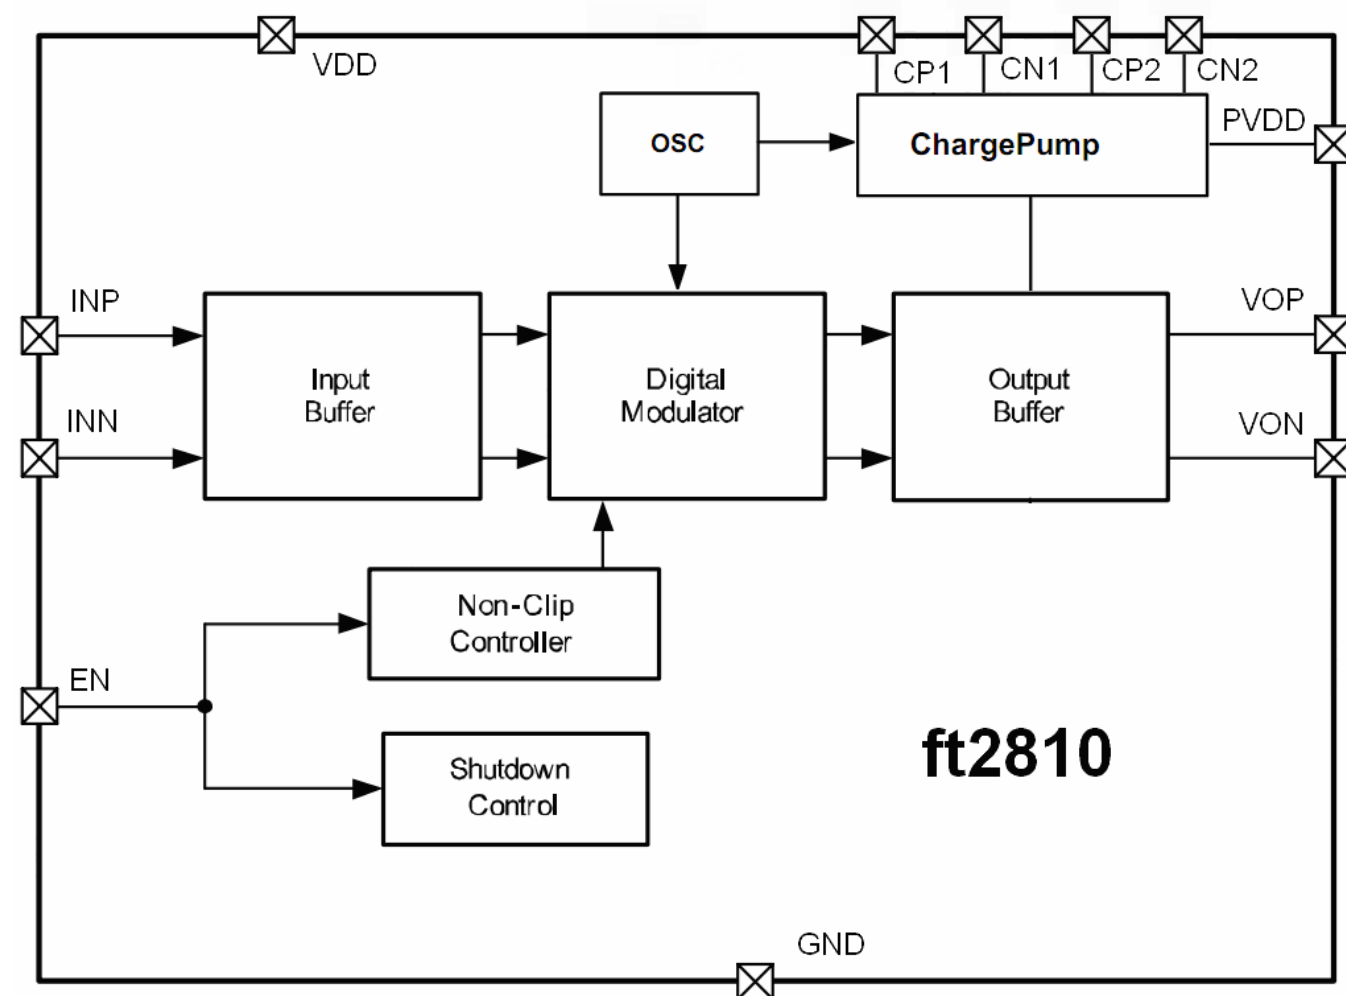 VDD
CP1
CN1
CP2
CN2
PVDD
OSC
ChargePump
INP
INN
Input
Buffer
Digital
Modulator
Output
Buffer
VOP
VON
Non-Clip
Controller
EN
Shutdown
Control
ft2810
GND